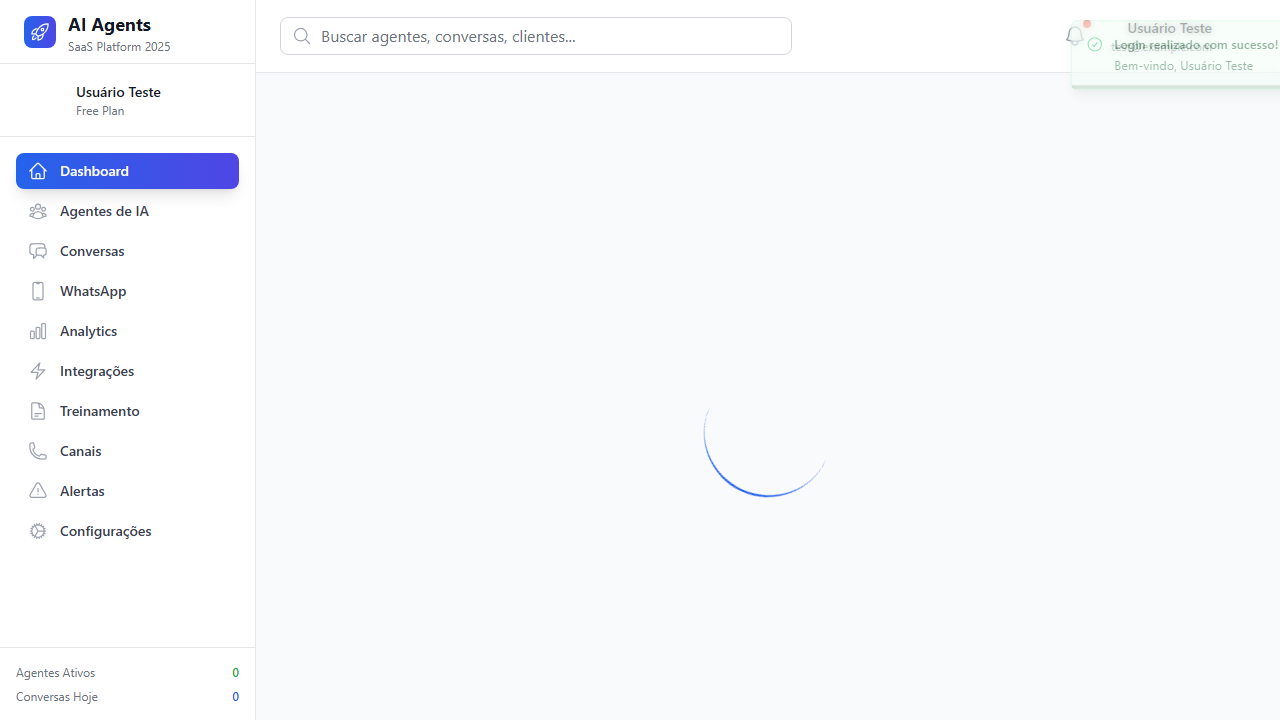 AI Agents
SaaS Platform 2025
Usuário Teste
Free Plan
Dashboard
Agentes de IA
Conversas
WhatsApp
Analytics
Integrações
Treinamento
Canais
Alertas
Configurações
Agentes Ativos 0
Conversas Hoje 0
Buscar agentes, conversas, clientes...
Usuário Teste
Login realizado com sucesso!
Bem-vindo, Usuário Teste